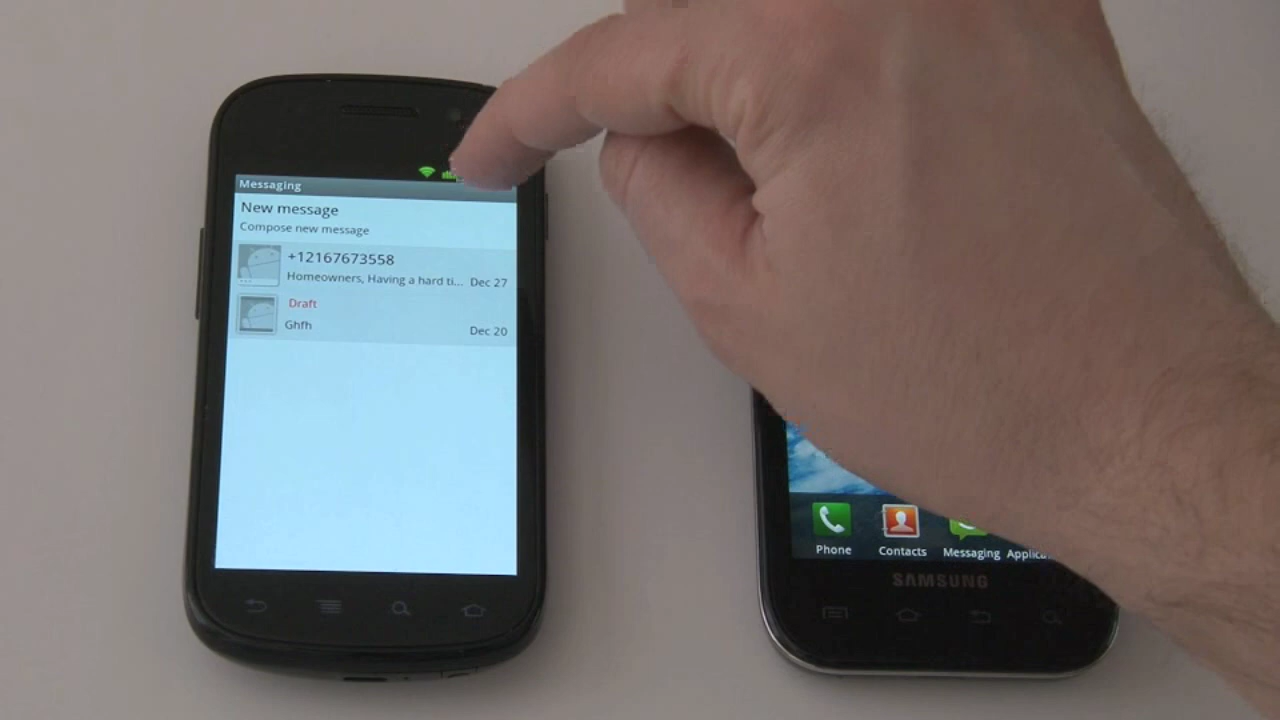 Messaging
New message
Compose new message
+12167673558
Homeowners, Having a hard ti... Dec 27
Draft
Ghfh Dec 20
Phone Contacts Messaging Applica
SAMSUNG